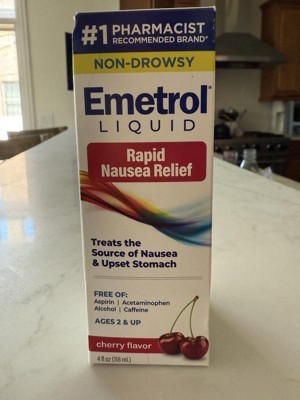 #1 PHARMACIST
RECOMMENDED BRAND*
NON-DROWSY
Emetrol®
LIQUID
Rapid
Nausea Relief
Treats the
Source of Nausea
& Upset Stomach
FREE OF:
Aspirin | Acetaminophen
Alcohol | Caffeine
AGES 2 & UP
cherry flavor
4 fl oz (118 mL)